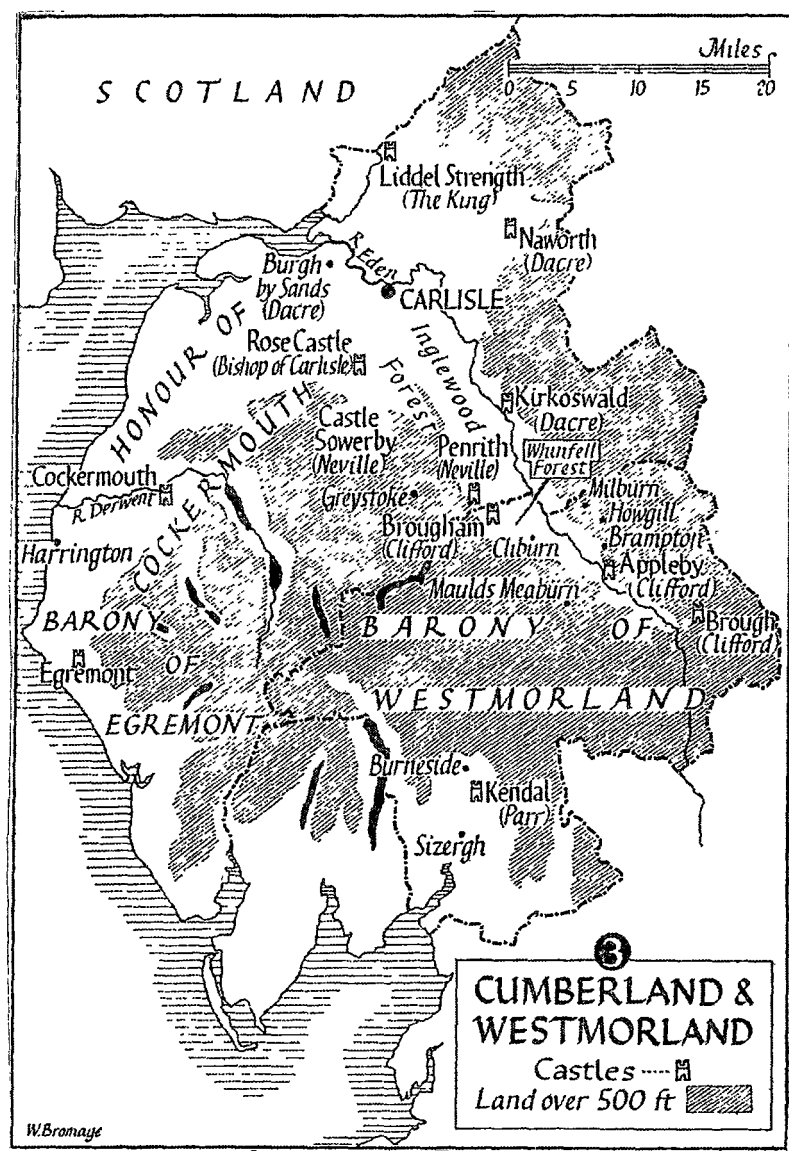 Miles
0 5 10 15 20
SCOTLAND
Liddel Strength
(The King)
Naworth
(Dacre)
R. Eden
Burgh
by Sands
(Dacre)
CARLISLE
HONOUR OF
COCKERMOUTH
Rose Castle
(Bishop of Carlisle)
Inglewood
Forest
Kirkoswald
(Dacre)
Castle
Sowerby
(Neville)
Penrith
(Neville)
Whinfell
Forest
Cockermouth
R. Derwent
Greystoke
Milburn
Howgill
Brampton
Brougham
(Clifford)
Cliburn
Harrington
Appleby
(Clifford)
Maulds Meaburn
Brough
(Clifford)
BARONY
OF
EGREMONT
Egremont
BARONY OF
WESTMORLAND
Burneside
Kendal
(Parr)
Sizergh
3
CUMBERLAND &
WESTMORLAND
Castles
Land over 500 ft
W.Bromage